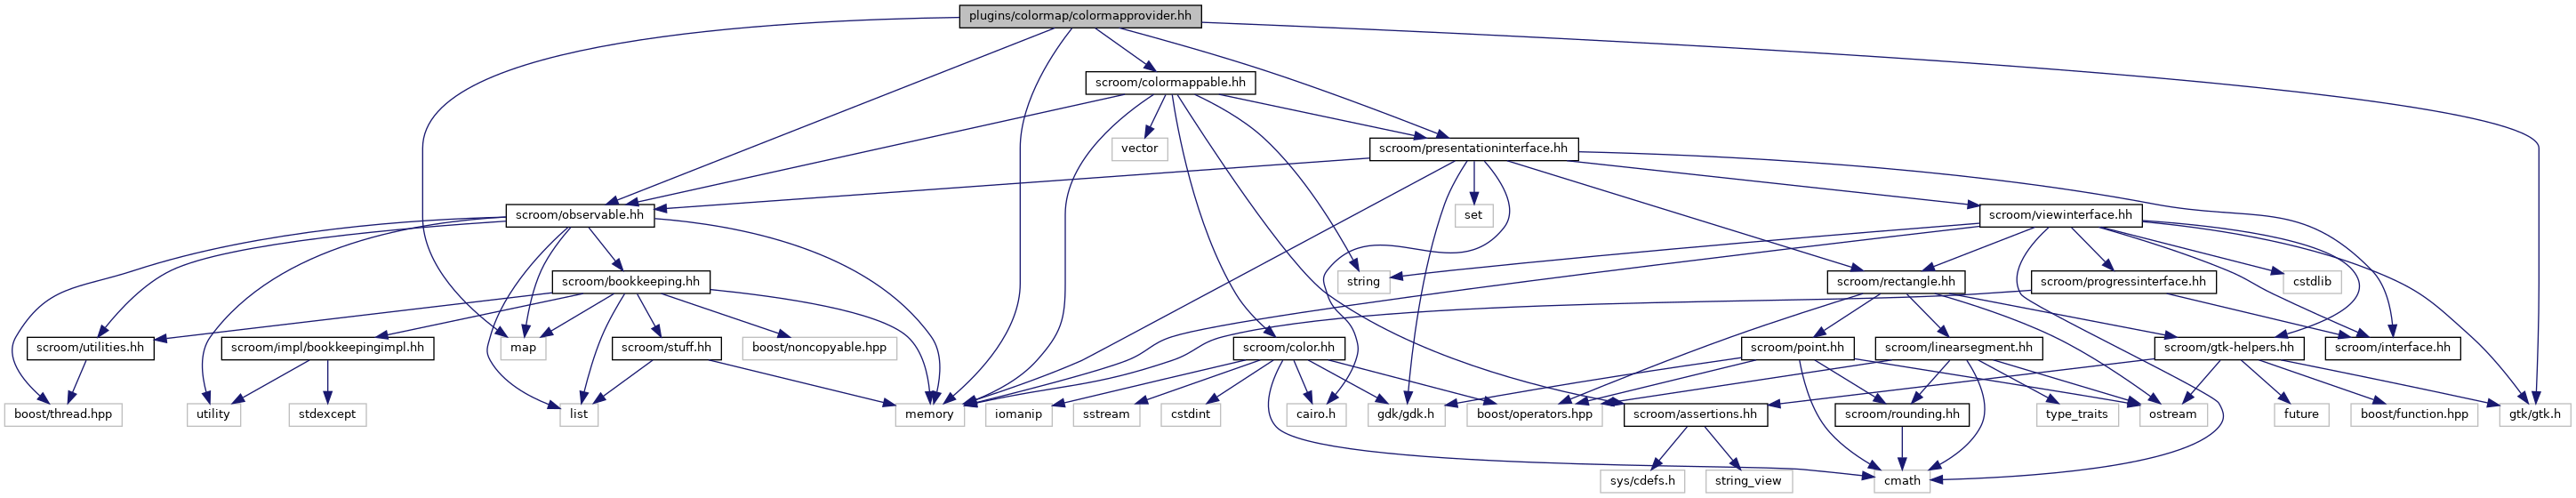 plugins/colormap/colormapprovider.hh
scroom/colormappable.hh
vector
scroom/presentationinterface.hh
scroom/observable.hh
set
scroom/viewinterface.hh
scroom/bookkeeping.hh
string
scroom/rectangle.hh
scroom/progressinterface.hh
cstdlib
scroom/utilities.hh
scroom/impl/bookkeepingimpl.hh
map
scroom/stuff.hh
boost/noncopyable.hpp
scroom/color.hh
scroom/point.hh
scroom/linearsegment.hh
scroom/gtk-helpers.hh
scroom/interface.hh
boost/thread.hpp
utility
stdexcept
list
memory
iomanip
sstream
cstdint
cairo.h
gdk/gdk.h
boost/operators.hpp
scroom/assertions.hh
scroom/rounding.hh
type_traits
ostream
future
boost/function.hpp
gtk/gtk.h
sys/cdefs.h
string_view
cmath